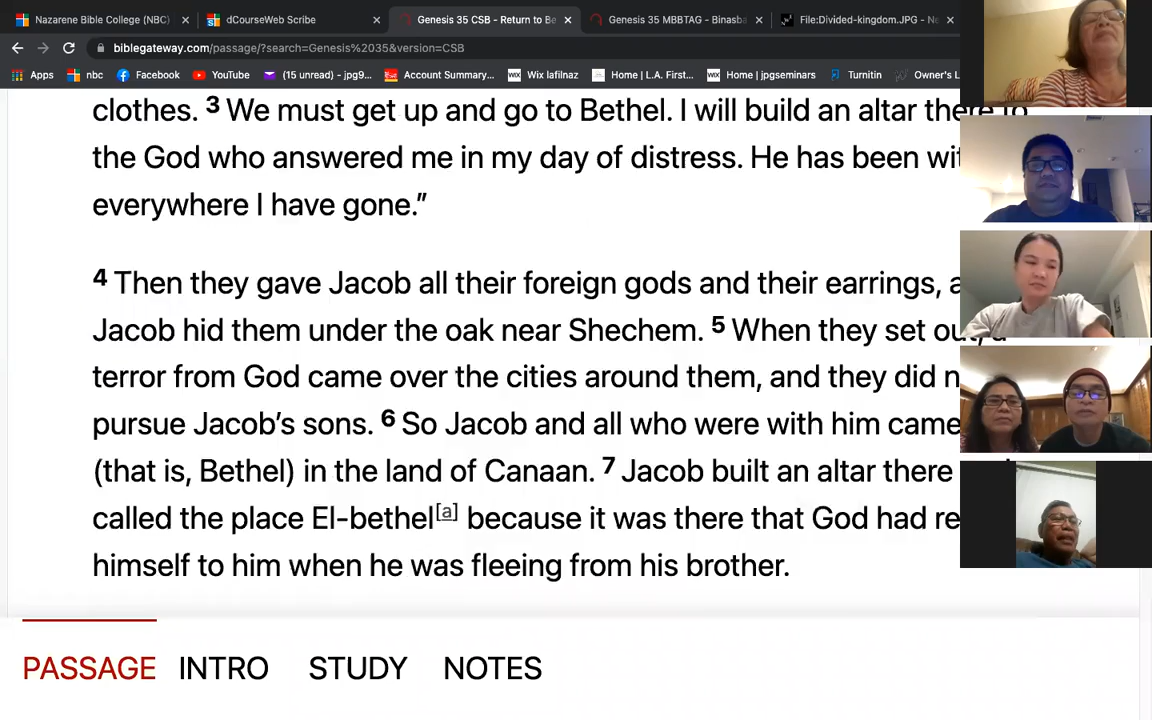 Nazarene Bible College (NBC)
dCourseWeb Scribe
Genesis 35 CSB - Return to Be
Genesis 35 MBBTAG - Binasba
File:Divided-kingdom.JPG - Ne
biblegateway.com/passage/?search=Genesis%2035&version=CSB
Apps
nbc
Facebook
YouTube
(15 unread) - jpg9...
Account Summary...
Wix lafilnaz
Home | L.A. First...
Home | jpgseminars
Turnitin
Owner's L
clothes. 3 We must get up and go to Bethel. I will build an altar there to
the God who answered me in my day of distress. He has been wit
everywhere I have gone.”
4 Then they gave Jacob all their foreign gods and their earrings, a
Jacob hid them under the oak near Shechem. 5 When they set out, a
terror from God came over the cities around them, and they did n
pursue Jacob’s sons. 6 So Jacob and all who were with him came
(that is, Bethel) in the land of Canaan. 7 Jacob built an altar there
called the place El-bethel[a] because it was there that God had re
himself to him when he was fleeing from his brother.
PASSAGE
INTRO
STUDY
NOTES